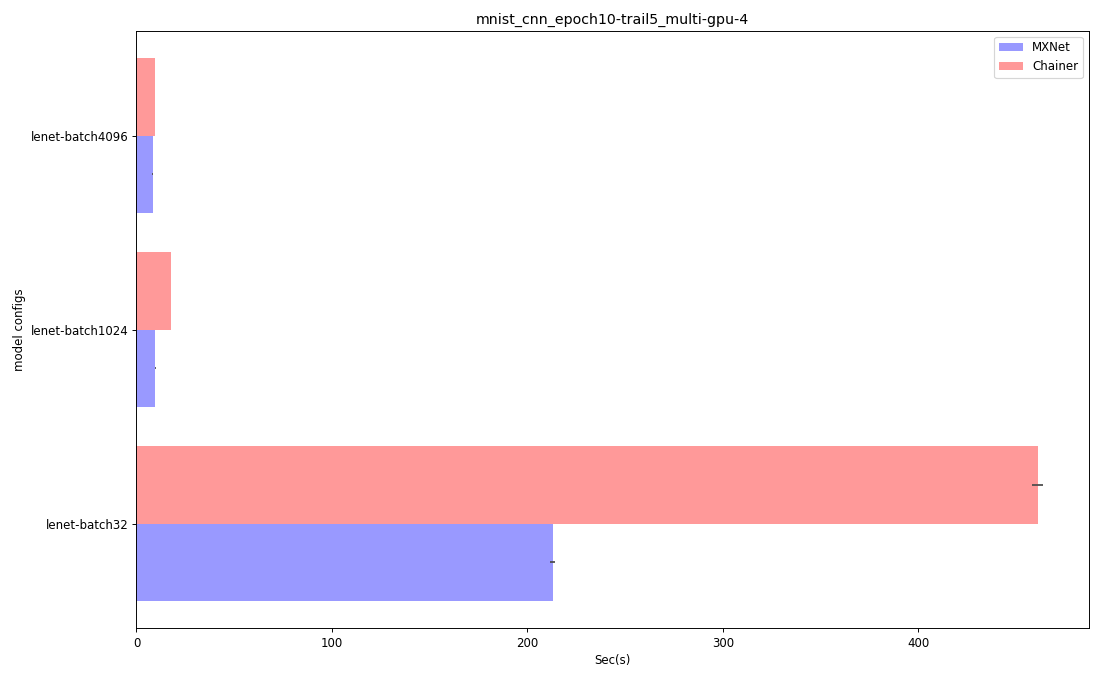 mnist_cnn_epoch10-trail5_multi-gpu-4
MXNet
Chainer
lenet-batch4096
lenet-batch1024
lenet-batch32
model configs
0 100 200 300 400
Sec(s)